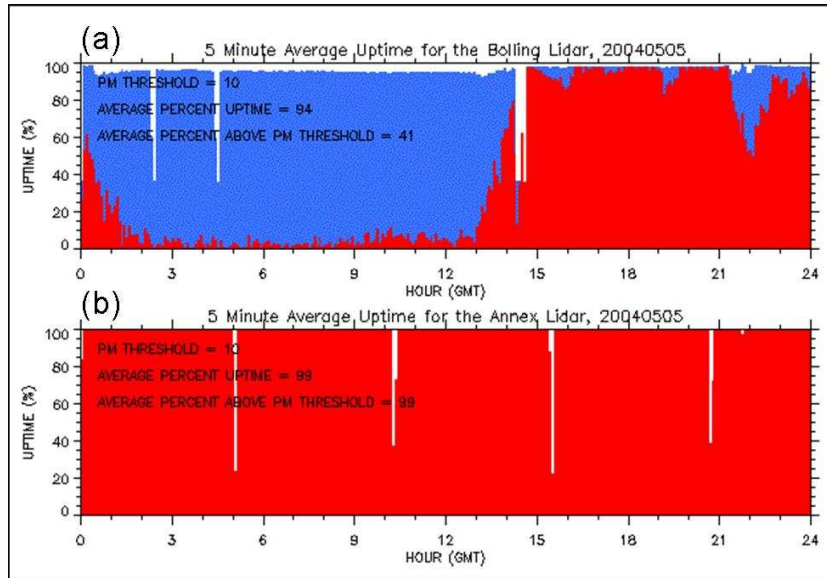 (a)
5 Minute Average Uptime for the Bolling Lidar, 20040505
PM THRESHOLD = 10
AVERAGE PERCENT UPTIME = 94
AVERAGE PERCENT ABOVE PM THRESHOLD = 41
UPTIME (%)
100
80
60
40
20
0
0 3 6 9 12 15 18 21 24
HOUR (GMT)
(b)
5 Minute Average Uptime for the Annex Lidar, 20040505
PM THRESHOLD = 10
AVERAGE PERCENT UPTIME = 99
AVERAGE PERCENT ABOVE PM THRESHOLD = 99
UPTIME (%)
100
80
60
40
20
0
0 3 6 9 12 15 18 21 24
HOUR (GMT)